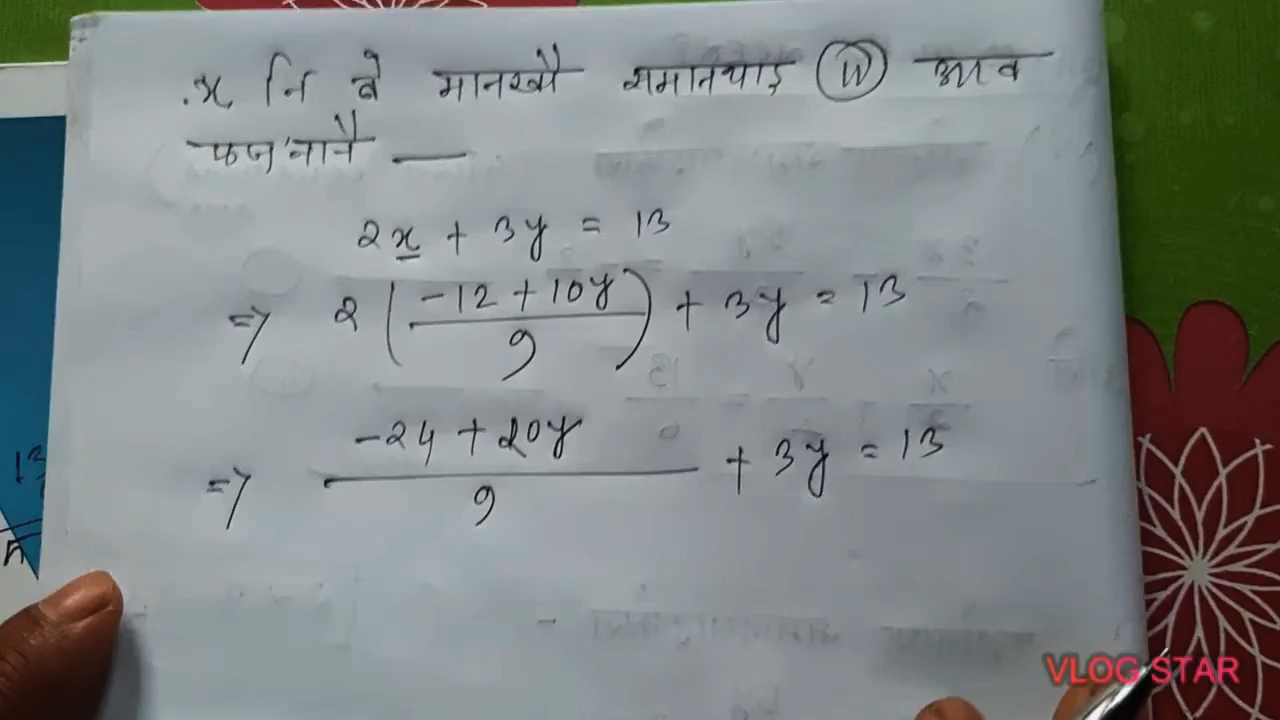 x नि बे मानखौ समानथाइ (ii) आव
फज'नानै —
2x + 3y = 13
=> 2 ( (-12 + 10y) / 9 ) + 3y = 13
=> (-24 + 20y) / 9 + 3y = 13
VLOG STAR